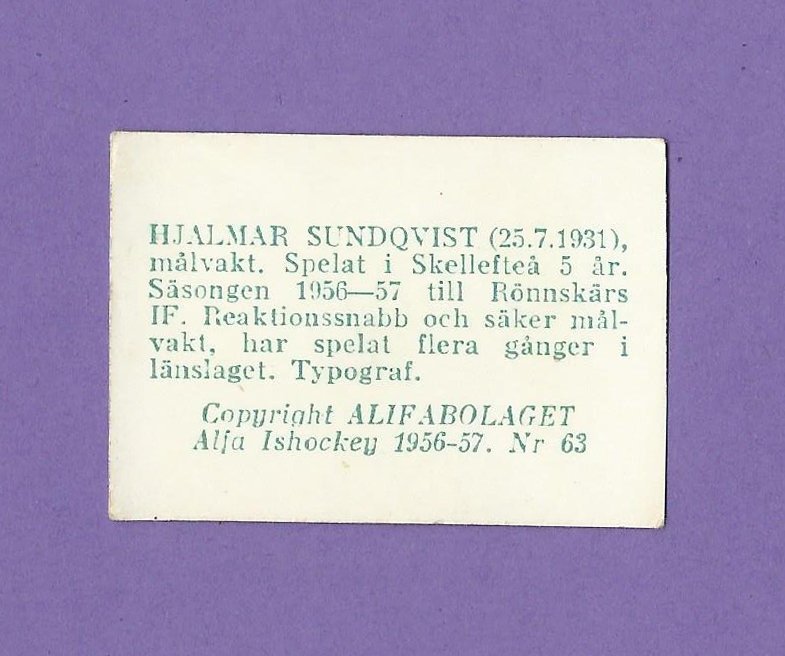 HJALMAR SUNDQVIST (25.7.1931),
målvakt. Spelat i Skellefteå 5 år.
Säsongen 1956—57 till Rönnskärs
IF. Reaktionssnabb och säker mål-
vakt, har spelat flera gånger i
länslaget. Typograf.
Copyright ALIFABOLAGET
Alfa Ishockey 1956-57. Nr 63